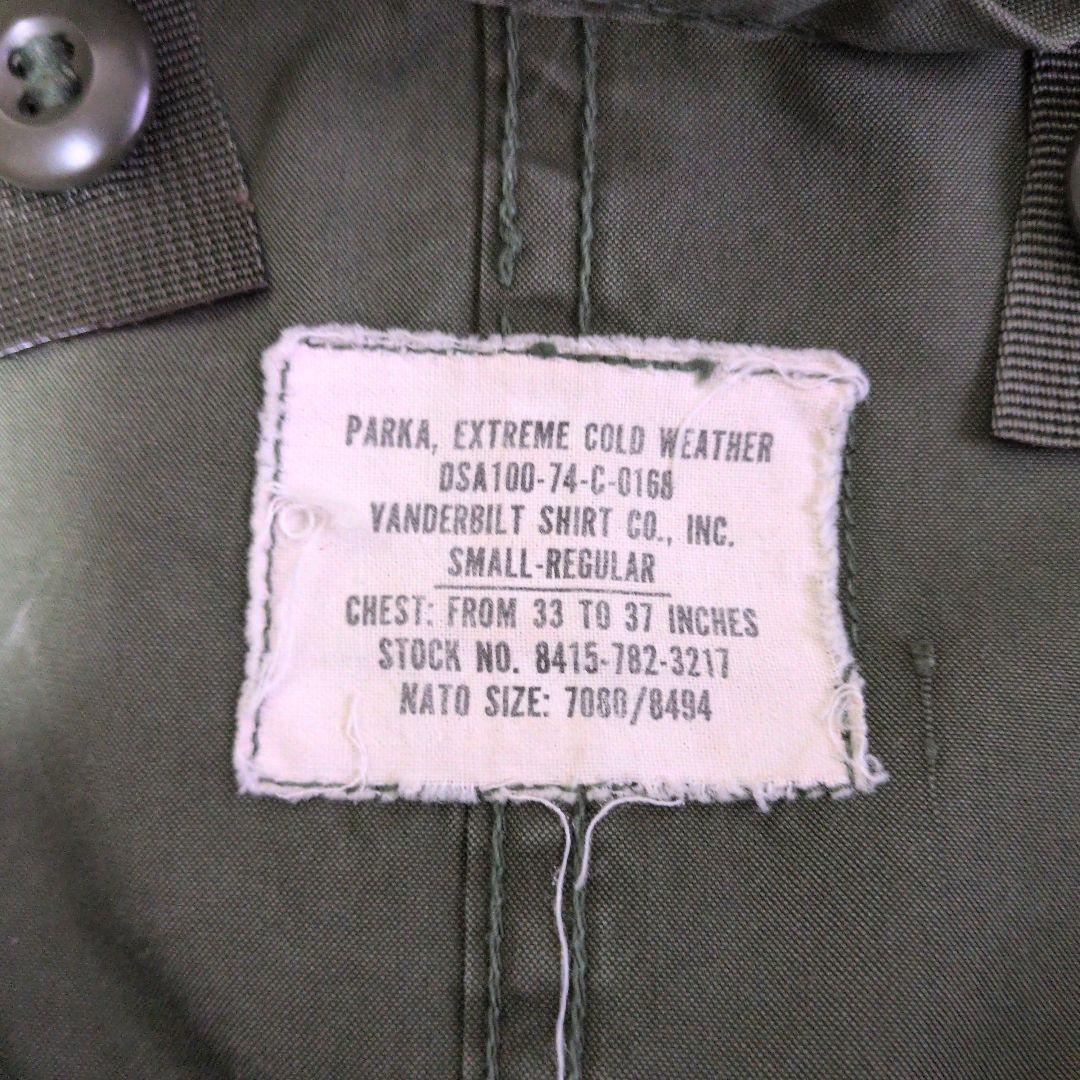 PARKA, EXTREME COLD WEATHER
DSA100-74-C-0168
VANDERBILT SHIRT CO., INC.
SMALL-REGULAR
CHEST: FROM 33 TO 37 INCHES
STOCK NO. 8415-782-3217
NATO SIZE: 7080/8494